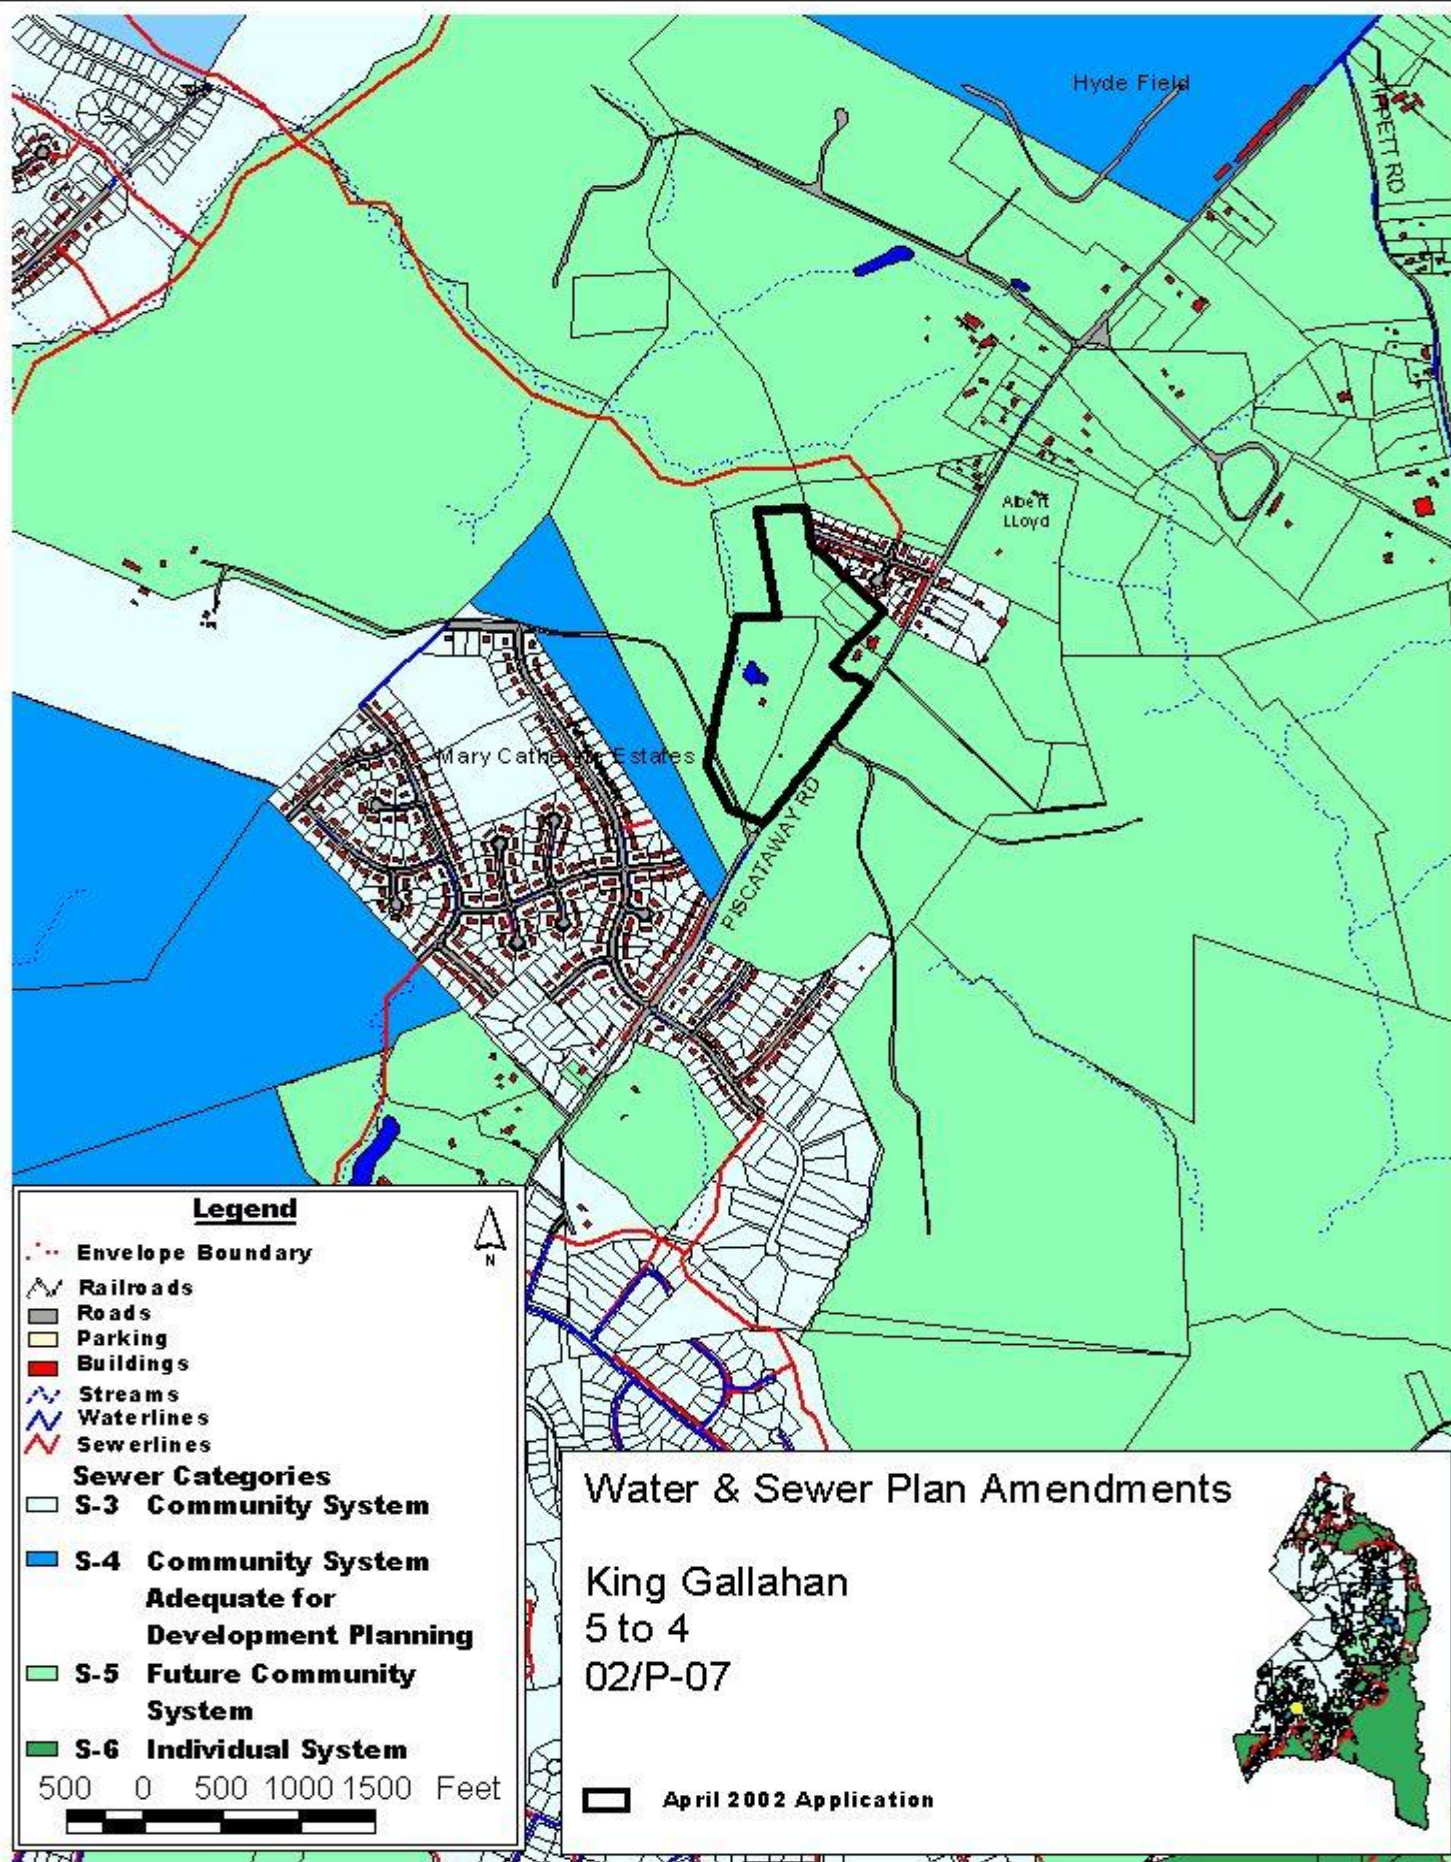 Hyde Field
TIPPETT RD
Albert
LLoyd
Mary Catherine Estates
PISCATAWAY RD
Legend
N
Envelope Boundary
Railroads
Roads
Parking
Buildings
Streams
Waterlines
Sewerlines
Sewer Categories
S-3 Community System
S-4 Community System
Adequate for
Development Planning
S-5 Future Community
System
S-6 Individual System
500 0 500 1000 1500 Feet
Water & Sewer Plan Amendments
King Gallahan
5 to 4
02/P-07
April 2002 Application